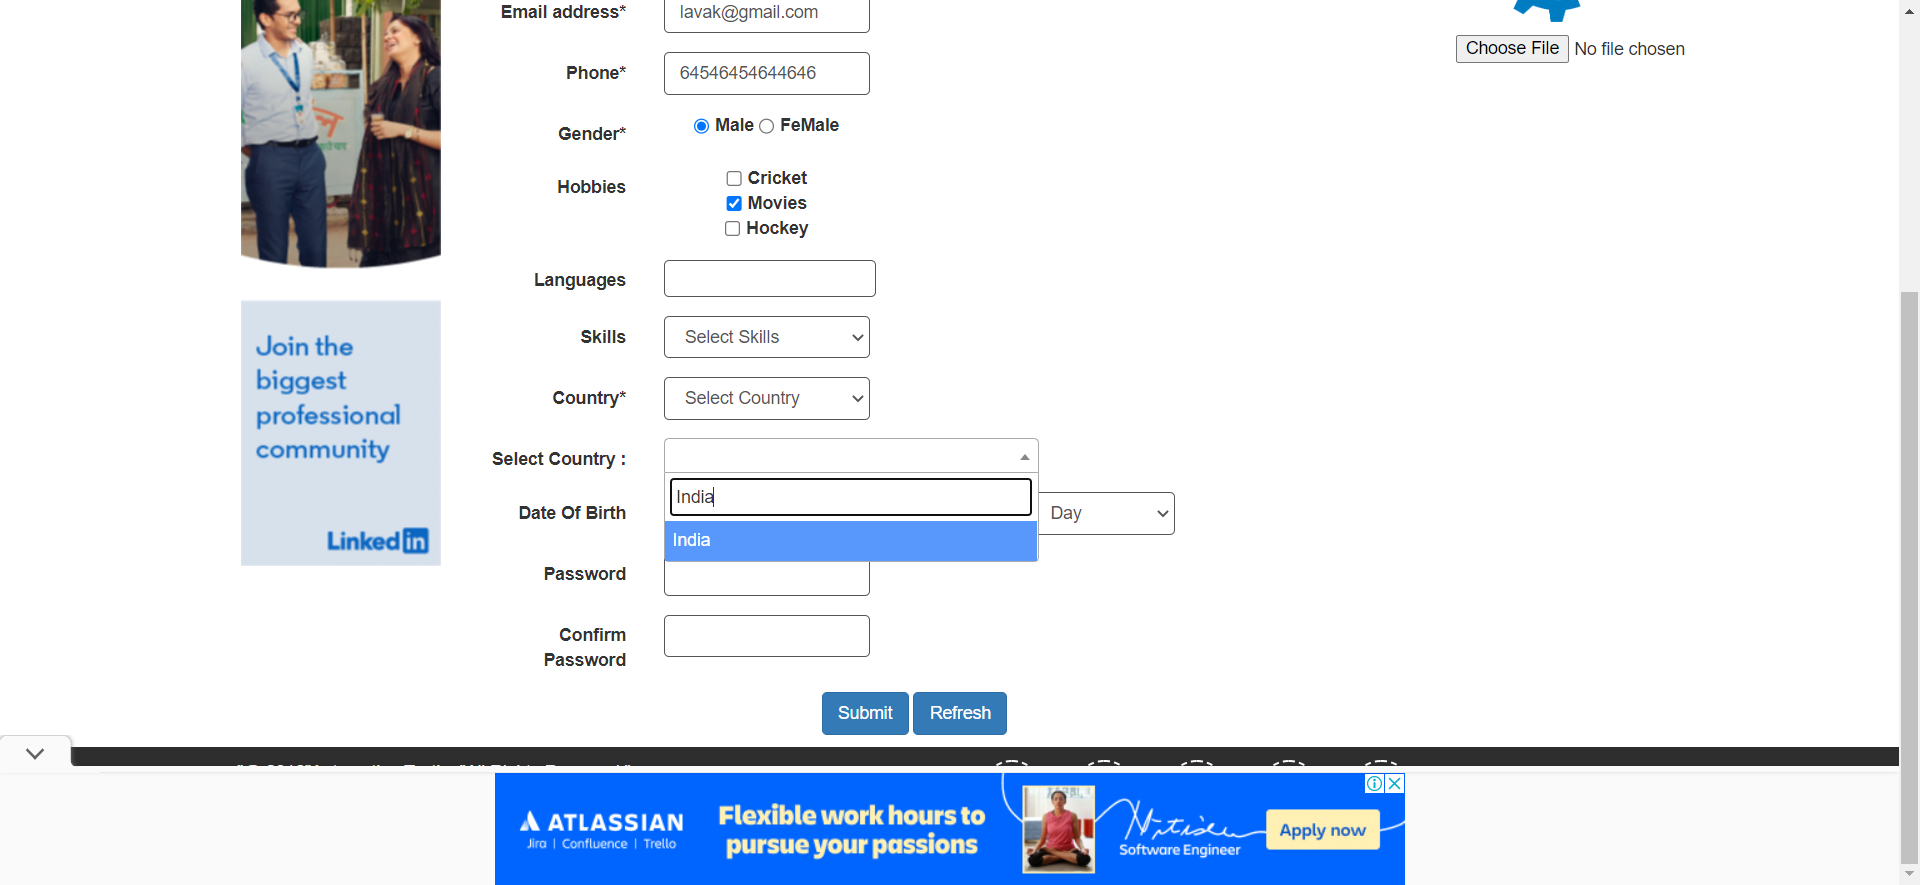 Email address*
lavak@gmail.com
Choose File No file chosen
Phone*
64546454644646
Gender*
Male FeMale
Hobbies
Cricket
Movies
Hockey
Languages
Skills
Select Skills
Country*
Select Country
Select Country :
India
India
Date Of Birth
Day
Password
Confirm
Password
Submit Refresh
Join the
biggest
professional
community
Linked in
ATLASSIAN
Jira | Confluence | Trello
Flexible work hours to
pursue your passions
Software Engineer
Apply now